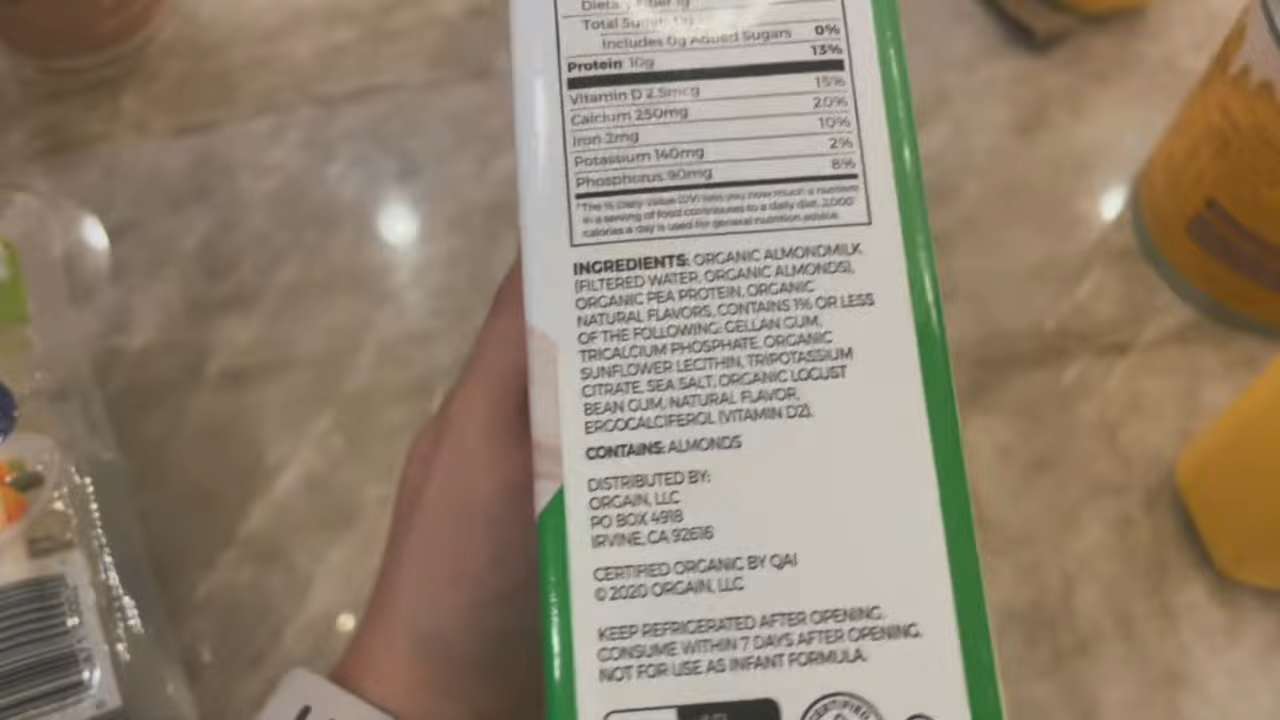 Dietary Fiber 1g
Total Sugars
Includes 0g Added Sugars 0%
Protein 10g 13%
Vitamin D 2.5mcg 15%
Calcium 250mg 20%
Iron 2mg 10%
Potassium 140mg 2%
Phosphorus 90mg 8%
*The % Daily Value (DV) tells you how much a nutrient
in a serving of food contributes to a daily diet. 2,000
calories a day is used for general nutrition advice.
INGREDIENTS: ORGANIC ALMONDMILK
(FILTERED WATER, ORGANIC ALMONDS),
ORGANIC PEA PROTEIN, ORGANIC
NATURAL FLAVORS, CONTAINS 1% OR LESS
OF THE FOLLOWING: GELLAN GUM,
TRICALCIUM PHOSPHATE, ORGANIC
SUNFLOWER LECITHIN, TRIPOTASSIUM
CITRATE, SEA SALT, ORGANIC LOCUST
BEAN GUM, NATURAL FLAVOR,
ERGOCALCIFEROL (VITAMIN D2).
CONTAINS: ALMONDS
DISTRIBUTED BY:
ORGAIN, LLC
PO BOX 4918
IRVINE, CA 92616
CERTIFIED ORGANIC BY QAI
© 2020 ORGAIN, LLC
KEEP REFRIGERATED AFTER OPENING.
CONSUME WITHIN 7 DAYS AFTER OPENING.
NOT FOR USE AS INFANT FORMULA.
CERTIFIED